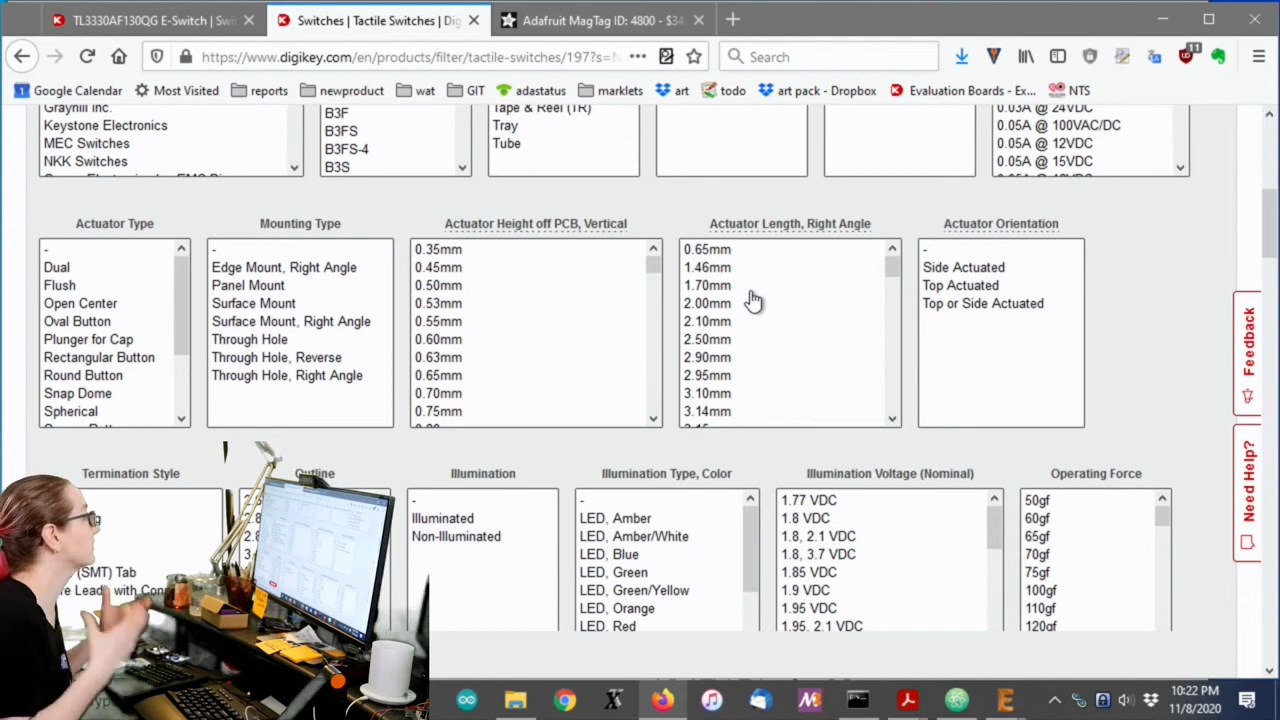 TL3330AF130QG E-Switch | Swi
Switches | Tactile Switches | Dig
Adafruit MagTag ID: 4800 - $34.
https://www.digikey.com/en/products/filter/tactile-switches/197?s=N
Search
11
Google Calendar
Most Visited
reports
newproduct
wat
GIT
adastatus
marklets
art
todo
art pack - Dropbox
Evaluation Boards - Ex...
NTS
Grayhill Inc.
Keystone Electronics
MEC Switches
NKK Switches
B3F
B3FS
B3FS-4
B3S
Tape & Reel (TR)
Tray
Tube
0.03A @ 24VDC
0.05A @ 100VAC/DC
0.05A @ 12VDC
0.05A @ 15VDC
Actuator Type
-
Dual
Flush
Open Center
Oval Button
Plunger for Cap
Rectangular Button
Round Button
Snap Dome
Spherical
Mounting Type
-
Edge Mount, Right Angle
Panel Mount
Surface Mount
Surface Mount, Right Angle
Through Hole
Through Hole, Reverse
Through Hole, Right Angle
Actuator Height off PCB, Vertical
0.35mm
0.45mm
0.50mm
0.53mm
0.55mm
0.60mm
0.63mm
0.65mm
0.70mm
0.75mm
Actuator Length, Right Angle
0.65mm
1.46mm
1.70mm
2.00mm
2.10mm
2.50mm
2.90mm
2.95mm
3.10mm
3.14mm
Actuator Orientation
-
Side Actuated
Top Actuated
Top or Side Actuated
Termination Style
(SMT) Tab
Outline
Illumination
-
Illuminated
Non-Illuminated
Illumination Type, Color
-
LED, Amber
LED, Amber/White
LED, Blue
LED, Green
LED, Green/Yellow
LED, Orange
LED, Red
Illumination Voltage (Nominal)
1.77 VDC
1.8 VDC
1.8, 2.1 VDC
1.8, 3.7 VDC
1.85 VDC
1.9 VDC
1.95 VDC
1.95, 2.1 VDC
Operating Force
50gf
60gf
65gf
70gf
75gf
100gf
110gf
120gf
Feedback
Need Help?
10:22 PM
11/8/2020